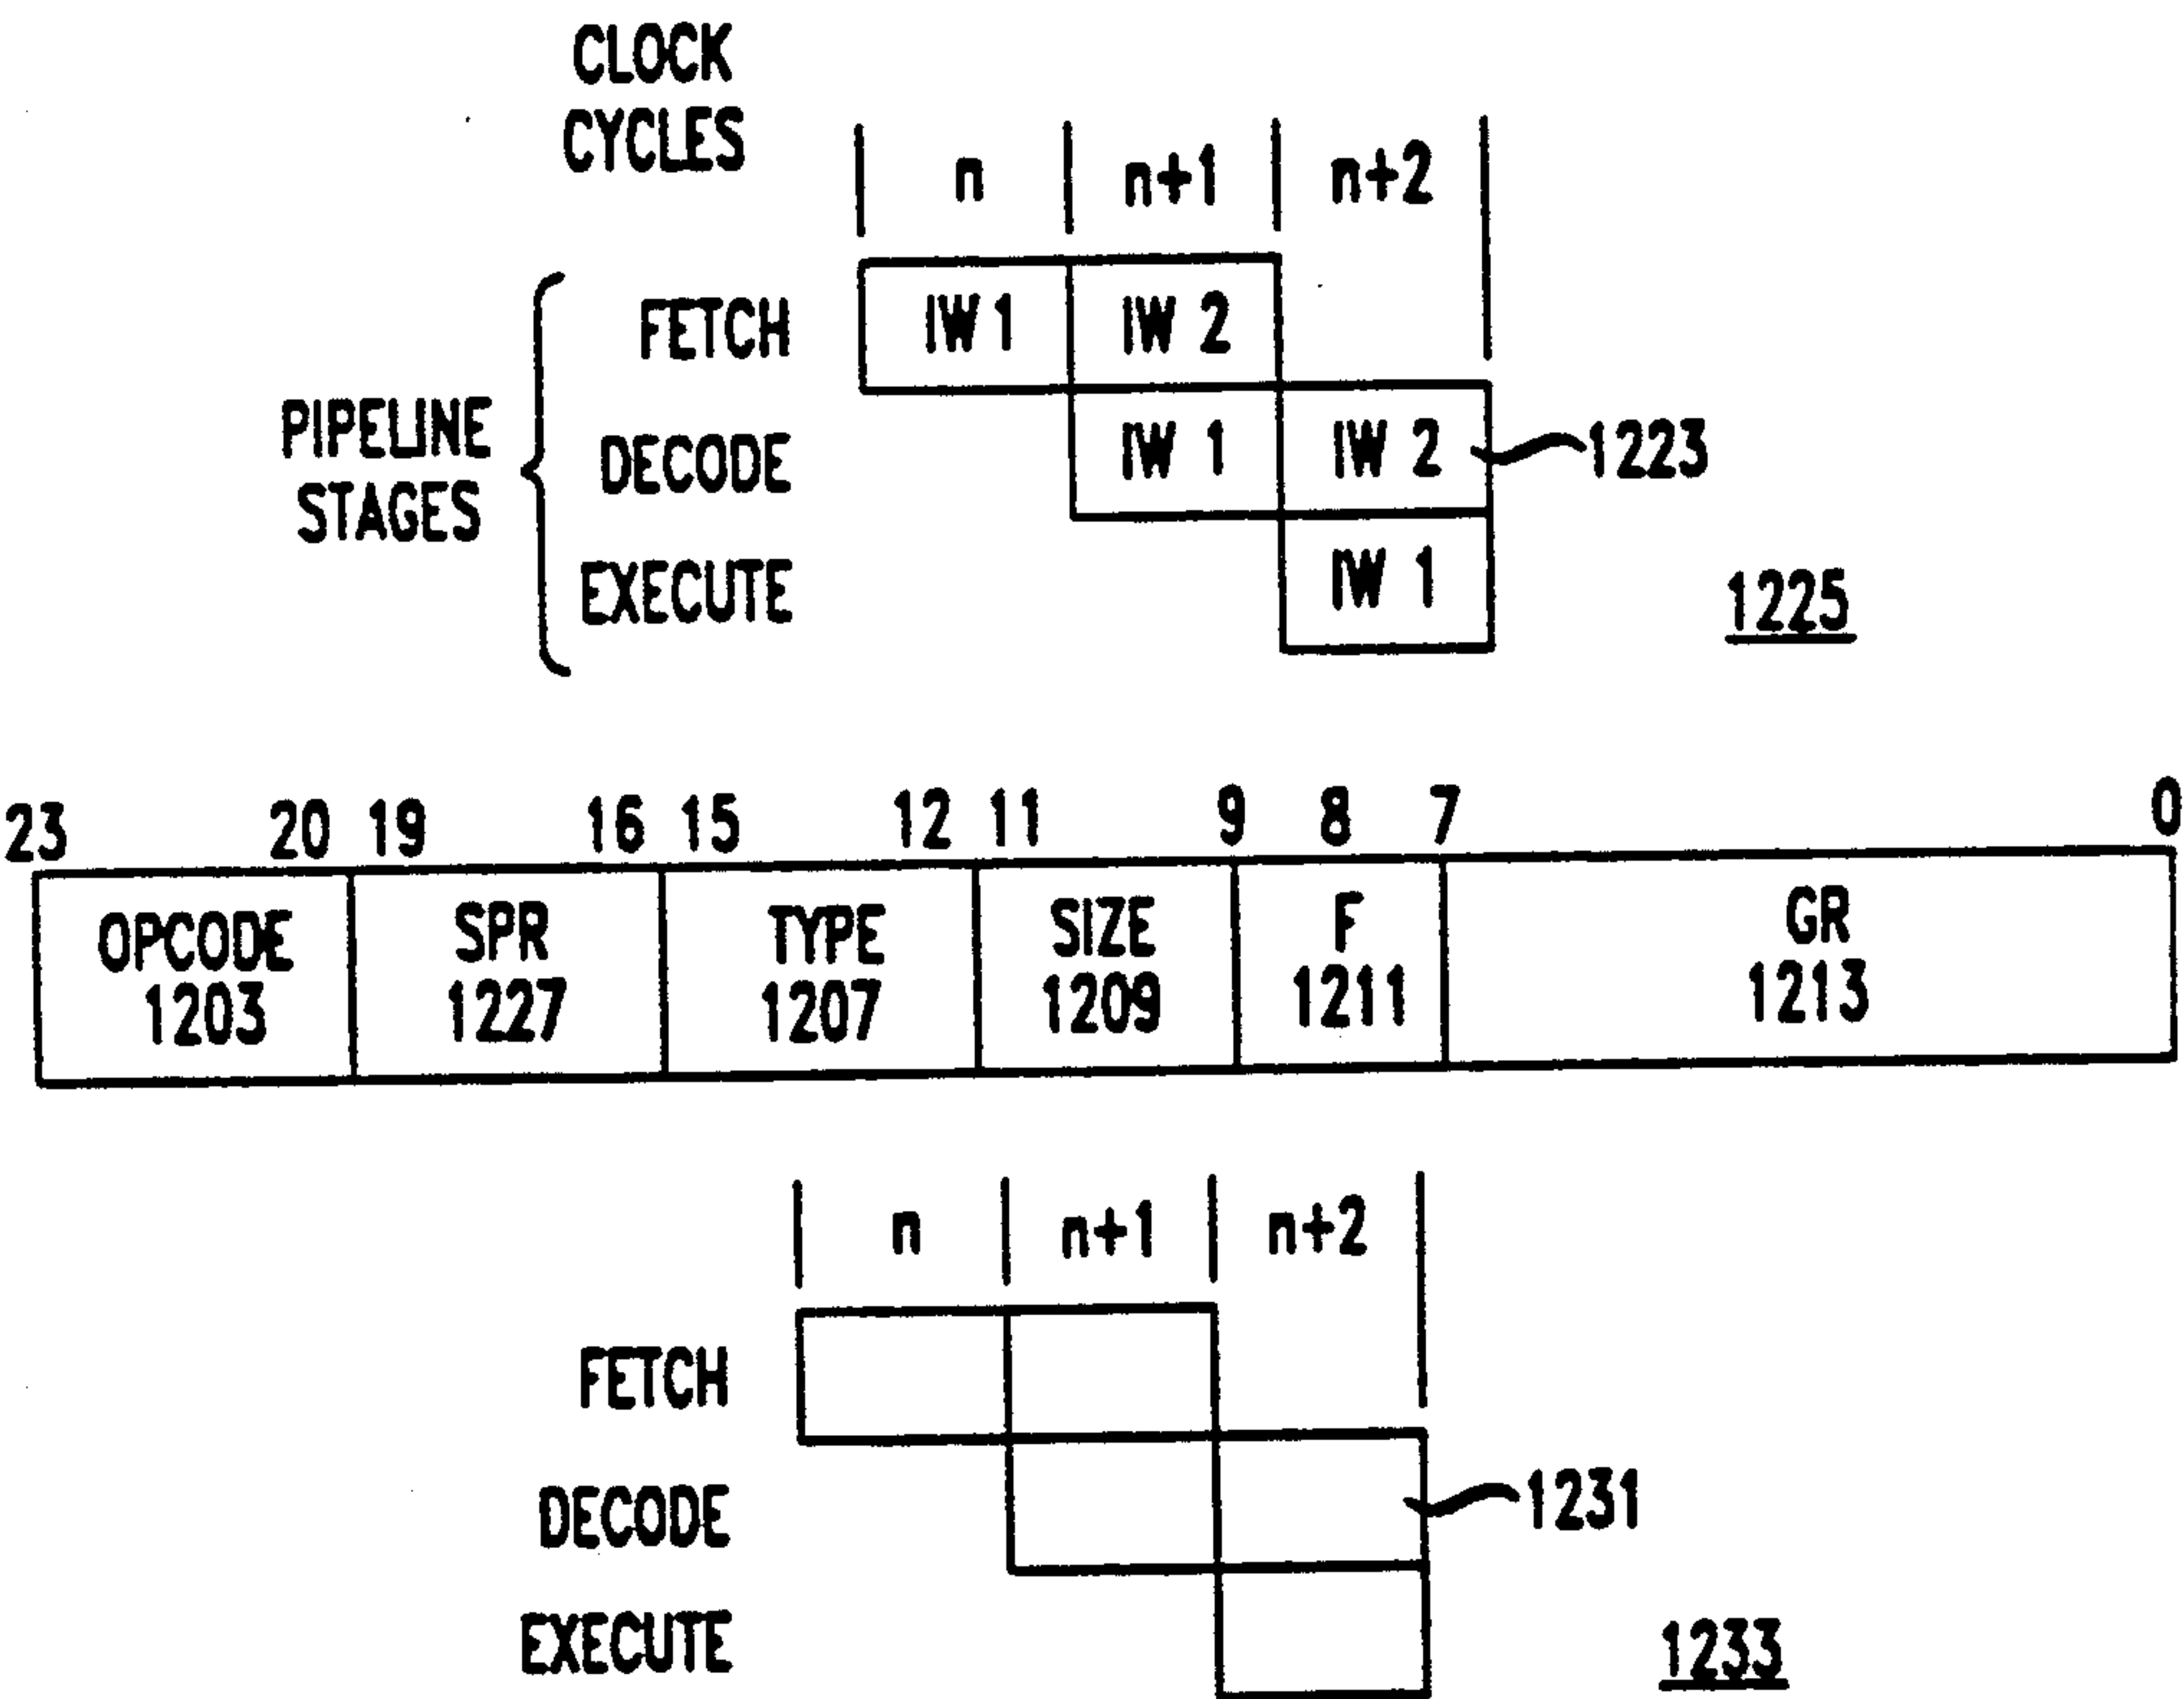 CLOCK
CYCLES
n n+1 n+2
FETCH IW 1 IW 2
PIPELINE
STAGES
DECODE IW 1 IW 2 1223
EXECUTE IW 1
1225
23 20 19 16 15 12 11 9 8 7 0
OPCODE SPR TYPE SIZE F GR
1203 1227 1207 1209 1211 1213
n n+1 n+2
FETCH
DECODE 1231
EXECUTE
1233